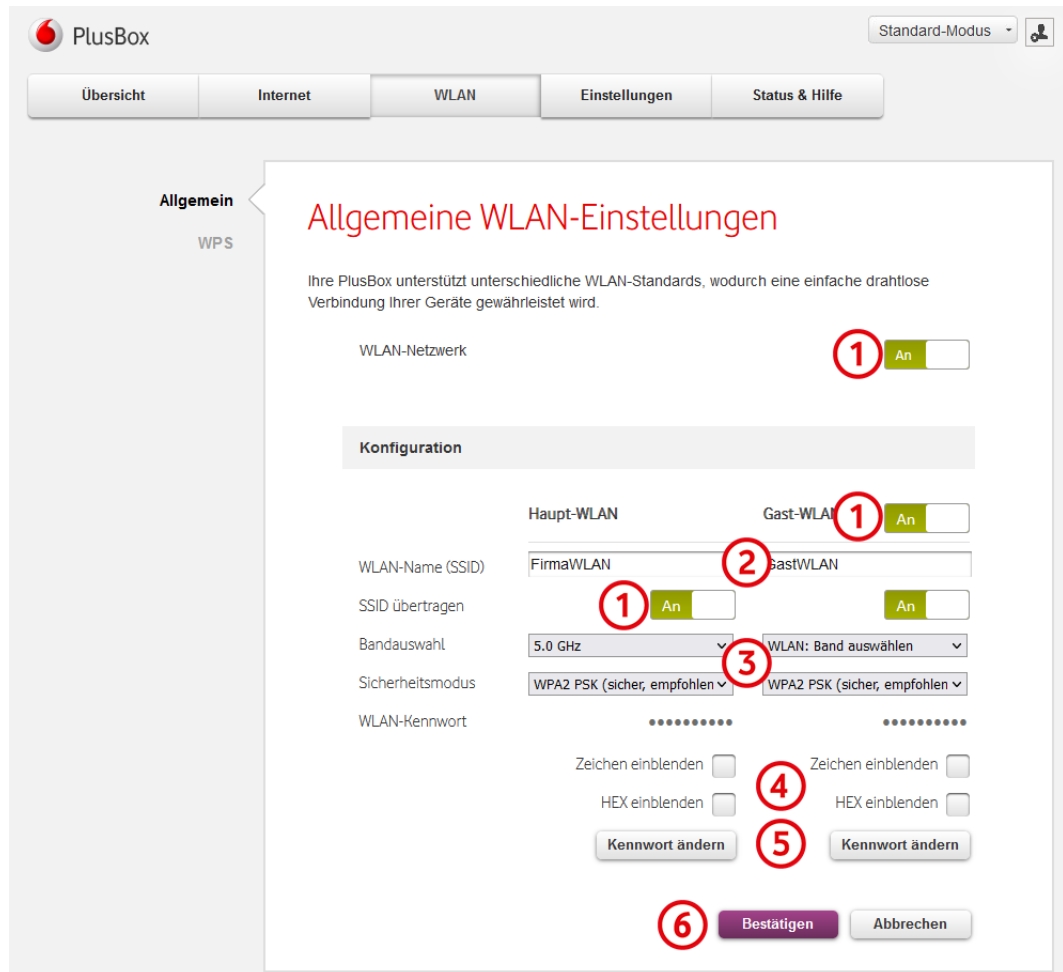 PlusBox
Standard-Modus
Übersicht Internet WLAN Einstellungen Status & Hilfe
Allgemein
WPS
Allgemeine WLAN-Einstellungen
Ihre PlusBox unterstützt unterschiedliche WLAN-Standards, wodurch eine einfache drahtlose
Verbindung Ihrer Geräte gewährleistet wird.
WLAN-Netzwerk 1 An
Konfiguration
Haupt-WLAN Gast-WLAN 1 An
WLAN-Name (SSID) FirmaWLAN 2 GastWLAN
SSID übertragen 1 An An
Bandauswahl 5.0 GHz WLAN: Band auswählen
3
Sicherheitsmodus WPA2 PSK (sicher, empfohlen WPA2 PSK (sicher, empfohlen
WLAN-Kennwort •••••••••• ••••••••••
Zeichen einblenden Zeichen einblenden
4
HEX einblenden HEX einblenden
Kennwort ändern 5 Kennwort ändern
6 Bestätigen Abbrechen